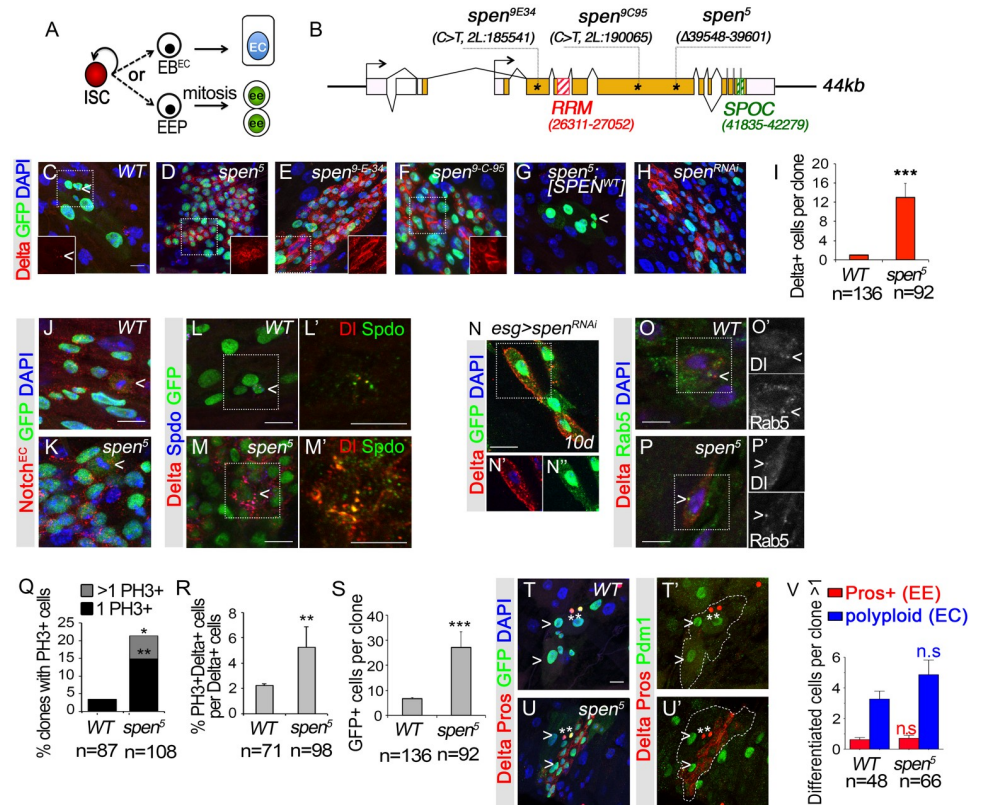 A
ISC
or
EB^EC
EEP
mitosis
EC
ee
ee
B
spen^9E34
(C>T, 2L:185541)
spen^9C95
(C>T, 2L:190065)
spen^5
(Δ39548-39601)
* * *
44kb
RRM
(26311-27052)
SPOC
(41835-42279)
Delta GFP DAPI
C WT
<
<
D spen^5
E spen^9-E-34
F spen^9-C-95
G spen^5; [SPEN^WT]
<
H spen^RNAi
I
Delta+ cells per clone
20
16
12
8
4
0
***
WT spen^5
n=136 n=92
Notch^EC GFP DAPI
J WT
<
K spen^5
<
Delta Spdo GFP
L WT
<
L' Dl Spdo
M spen^5
<
M' Dl Spdo
N esg>spen^RNAi
Delta GFP DAPI
10d
N' N''
Delta Rab5 DAPI
O WT
<
O'
Dl <
Rab5 <
P spen^5
>
P'
> Dl
> Rab5
Q
>1 PH3+
1 PH3+
% clones with PH3+ cells
25
20
15
10
5
0
*
**
WT spen^5
n=87 n=108
R
% PH3+Delta+ cells
per Delta+ cells
8
6
4
2
0
**
WT spen^5
n=71 n=98
S
GFP+ cells per clone
40
30
20
10
0
***
WT spen^5
n=136 n=92
Delta Pros GFP DAPI
T WT
>
**
>
U spen^5
**
>
>
Delta Pros Pdm1
T'
>
**
>
U'
**
>
>
V
Pros+ (EE)
polyploid (EC)
Differentiated cells per clone >1
6
4
2
0
n.s
n.s
WT spen^5
n=48 n=66